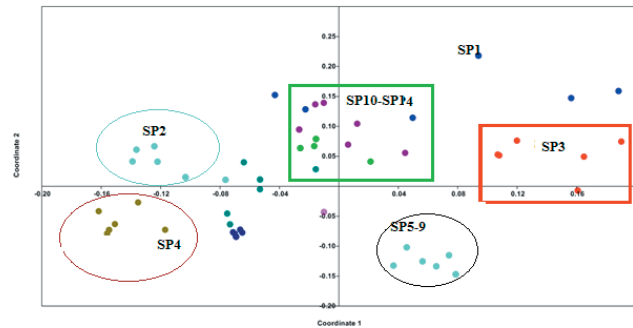 0.25
SP1
0.20
0.15
SP10-SP14
0.10
Coordinate 2
SP2
SP3
0.05
-0.20 -0.16 -0.12 -0.08 -0.04 0.04 0.08 0.12 0.16
-0.05
SP4
SP5-9
-0.10
-0.15
-0.20
Coordinate 1